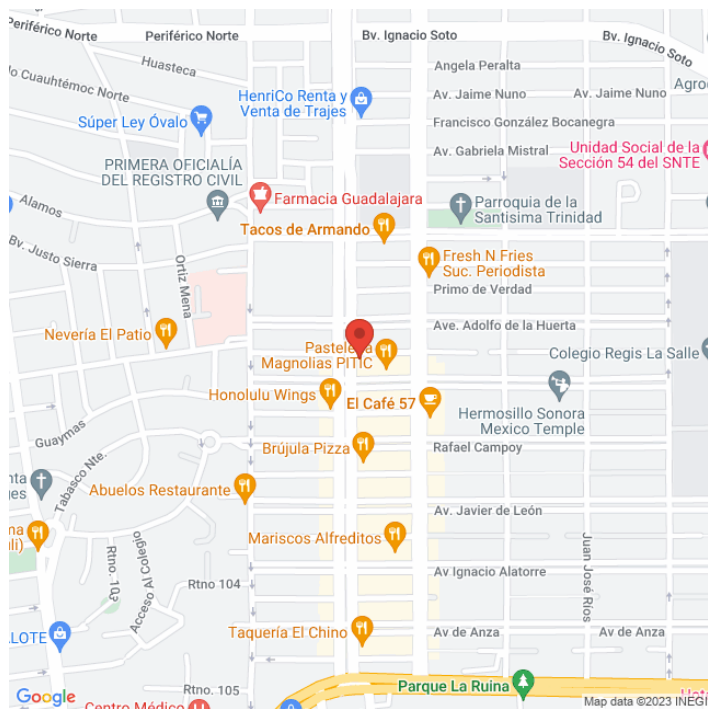 Periférico Norte
Periférico Norte
Bv. Ignacio Soto
Bv. Ignacio Soto
Huasteca
Angela Peralta
Cuauhtémoc Norte
HenriCo Renta y
Venta de Trajes
Av. Jaime Nuno
Av. Jaime Nuno
Agro
Súper Ley Óvalo
Francisco González Bocanegra
Av. Gabriela Mistral
Unidad Social de la
Sección 54 del SNTE
PRIMERA OFICIALÍA
DEL REGISTRO CIVIL
Farmacia Guadalajara
Parroquia de la
Santisima Trinidad
Alamos
Tacos de Armando
Bv. Justo Sierra
Ortiz Mena
Fresh N Fries
Suc. Periodista
Primo de Verdad
Nevería El Patio
Ave. Adolfo de la Huerta
Magnolias PITIC
Colegio Regis La Salle
Honolulu Wings
El Café 57
Hermosillo Sonora
Mexico Temple
Guaymas
Brújula Pizza
Rafael Campoy
Tabasco Nte.
Abuelos Restaurante
Av. Javier de León
Mariscos Alfreditos
Rtno. 103
Acceso Al Colegio
Rtno 104
Av Ignacio Alatorre
Juan José Ríos
Taquería El Chino
Av de Anza
Av de Anza
Rtno. 105
Parque La Ruina
Centro Médico
Google
Map data ©2023 INEGI